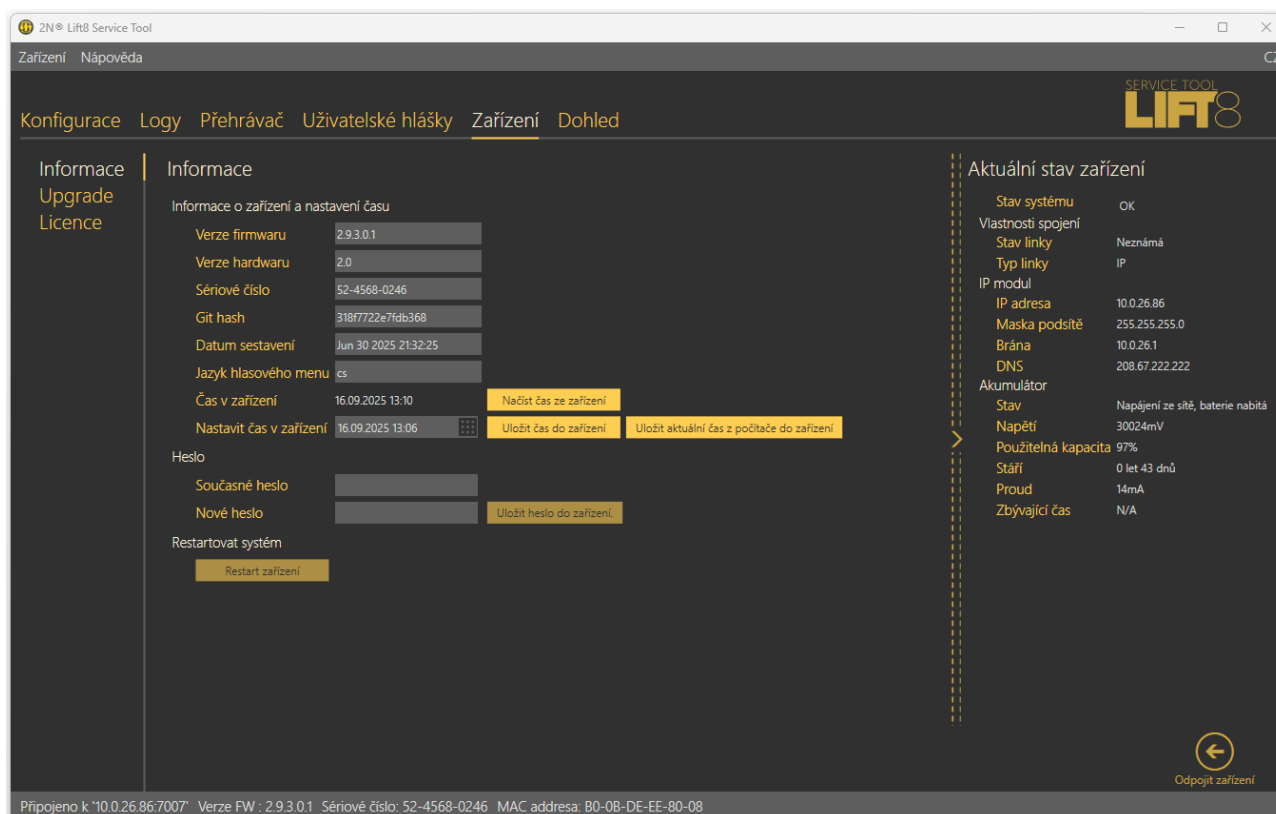 2N® Lift8 Service Tool
Zařízení Nápověda
CZ
SERVICE TOOL
LIFT8
Konfigurace Logy Přehrávač Uživatelské hlášky Zařízení Dohled
Informace
Upgrade
Licence
Informace
Informace o zařízení a nastavení času
Verze firmwaru 2.9.3.0.1
Verze hardwaru 2.0
Sériové číslo 52-4568-0246
Git hash 318f7722e7fdb368
Datum sestavení Jun 30 2025 21:32:25
Jazyk hlasového menu cs
Čas v zařízení 16.09.2025 13:10 Načíst čas ze zařízení
Nastavit čas v zařízení 16.09.2025 13:06 Uložit čas do zařízení Uložit aktuální čas z počítače do zařízení
Heslo
Současné heslo
Nové heslo Uložit heslo do zařízení.
Restartovat systém
Restart zařízení
Aktuální stav zařízení
Stav systému OK
Vlastnosti spojení
Stav linky Neznámá
Typ linky IP
IP modul
IP adresa 10.0.26.86
Maska podsítě 255.255.255.0
Brána 10.0.26.1
DNS 208.67.222.222
Akumulátor
Stav Napájení ze sítě, baterie nabitá
Napětí 30024mV
Použitelná kapacita 97%
Stáří 0 let 43 dnů
Proud 14mA
Zbývající čas N/A
Odpojit zařízení
Připojeno k '10.0.26.86:7007' Verze FW : 2.9.3.0.1 Sériové číslo: 52-4568-0246 MAC addresa: B0-0B-DE-EE-80-08